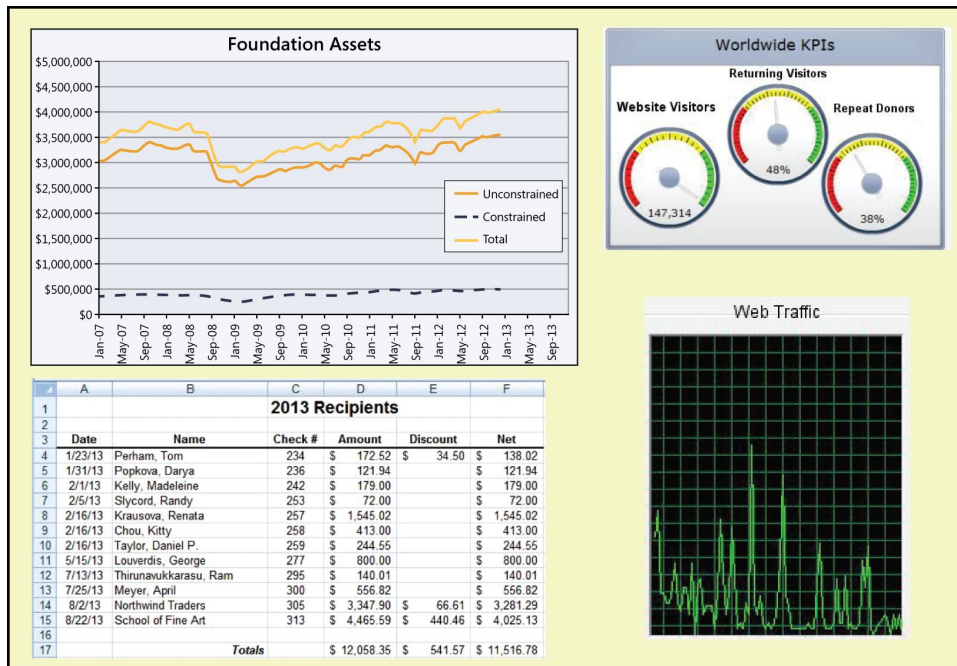 Foundation Assets
$5,000,000
$4,500,000
$4,000,000
$3,500,000
$3,000,000
$2,500,000
$2,000,000
$1,500,000
$1,000,000
$500,000
$0
Unconstrained
Constrained
Total
Jan-07
May-07
Sep-07
Jan-08
May-08
Sep-08
Jan-09
May-09
Sep-09
Jan-10
May-10
Sep-10
Jan-11
May-11
Sep-11
Jan-12
May-12
Sep-12
Jan-13
May-13
Sep-13
Worldwide KPIs
Returning Visitors
Website Visitors
Repeat Donors
48%
147,314
38%
A B C D E F
1 2013 Recipients
2
3 Date Name Check # Amount Discount Net
4 1/23/13 Perham, Tom 234 $ 172.52 $ 34.50 $ 138.02
5 1/31/13 Popkova, Darya 236 $ 121.94 $ 121.94
6 2/1/13 Kelly, Madeleine 242 $ 179.00 $ 179.00
7 2/5/13 Slycord, Randy 253 $ 72.00 $ 72.00
8 2/16/13 Krausova, Renata 257 $ 1,545.02 $ 1,545.02
9 2/16/13 Chou, Kitty 258 $ 413.00 $ 413.00
10 2/16/13 Taylor, Daniel P. 259 $ 244.55 $ 244.55
11 5/15/13 Louverdis, George 277 $ 800.00 $ 800.00
12 7/13/13 Thirunavukkarasu, Ram 295 $ 140.01 $ 140.01
13 7/25/13 Meyer, April 300 $ 556.82 $ 556.82
14 8/2/13 Northwind Traders 305 $ 3,347.90 $ 66.61 $ 3,281.29
15 8/22/13 School of Fine Art 313 $ 4,465.59 $ 440.46 $ 4,025.13
16
17 Totals $ 12,058.35 $ 541.57 $ 11,516.78
Web Traffic